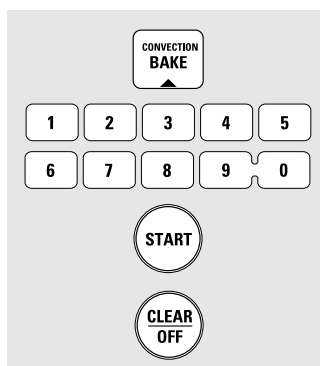 CONVECTION
BAKE
1 2 3 4 5
6 7 8 9 0
START
CLEAR
OFF